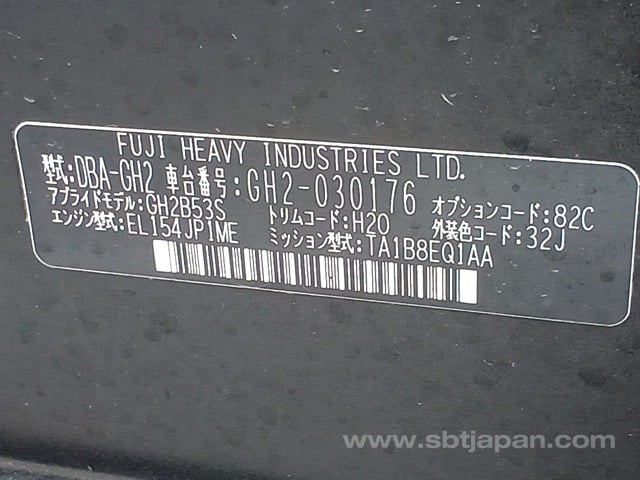 FUJI HEAVY INDUSTRIES LTD.
型式:DBA-GH2 車台番号:GH2-030176
アプライドモデル:GH2B53S トリムコード:H20 オプションコード:82C
エンジン型式:EL154JP1ME ミッション型式:TA1B8EQ1AA 外装色コード:32J
www.sbtjapan.com